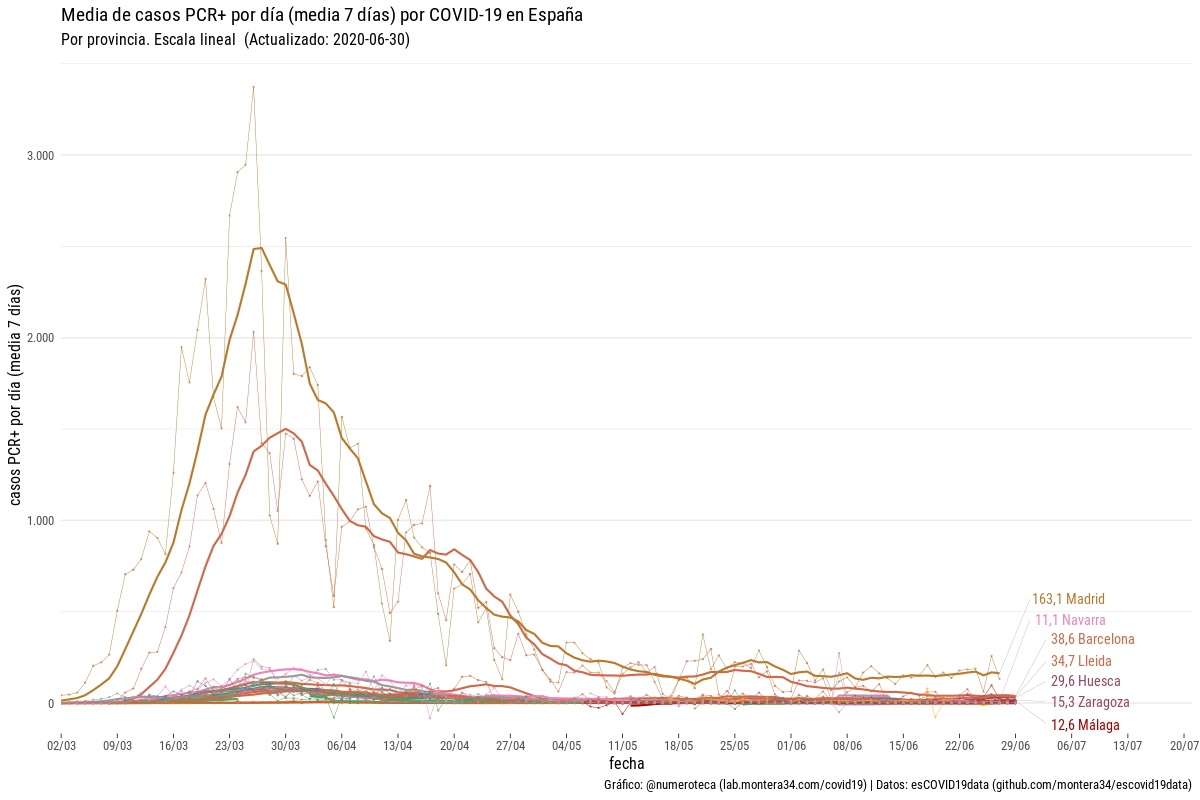 Media de casos PCR+ por día (media 7 días) por COVID-19 en España
Por provincia. Escala lineal (Actualizado: 2020-06-30)
casos PCR+ por día (media 7 días)
3.000
2.000
1.000
0
163,1 Madrid
11,1 Navarra
38,6 Barcelona
34,7 Lleida
29,6 Huesca
15,3 Zaragoza
12,6 Málaga
02/03 09/03 16/03 23/03 30/03 06/04 13/04 20/04 27/04 04/05 11/05 18/05 25/05 01/06 08/06 15/06 22/06 29/06 06/07 13/07 20/07
fecha
Gráfico: @numeroteca (lab.montera34.com/covid19) | Datos: esCOVID19data (github.com/montera34/escovid19data)